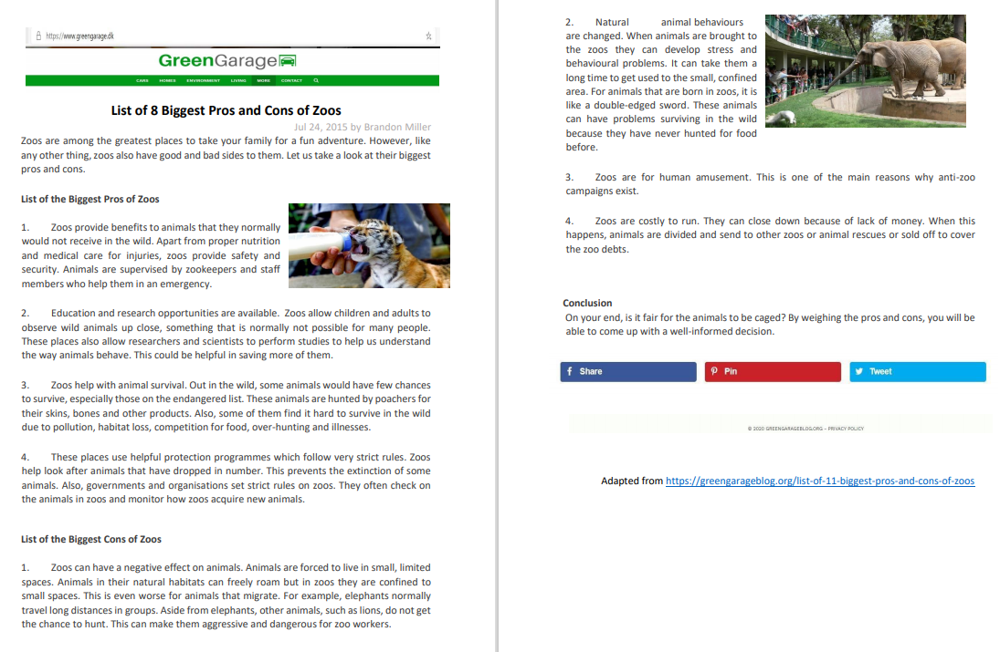 https://www.greengarage.dk
GreenGarage
CARS HOMES ENVIRONMENT LIVING MORE CONTACT
List of 8 Biggest Pros and Cons of Zoos
Jul 24, 2015 by Brandon Miller
Zoos are among the greatest places to take your family for a fun adventure. However, like
any other thing, zoos also have good and bad sides to them. Let us take a look at their biggest
pros and cons.
List of the Biggest Pros of Zoos
1. Zoos provide benefits to animals that they normally
would not receive in the wild. Apart from proper nutrition
and medical care for injuries, zoos provide safety and
security. Animals are supervised by zookeepers and staff
members who help them in an emergency.
2. Education and research opportunities are available. Zoos allow children and adults to
observe wild animals up close, something that is normally not possible for many people.
These places also allow researchers and scientists to perform studies to help us understand
the way animals behave. This could be helpful in saving more of them.
3. Zoos help with animal survival. Out in the wild, some animals would have few chances
to survive, especially those on the endangered list. These animals are hunted by poachers for
their skins, bones and other products. Also, some of them find it hard to survive in the wild
due to pollution, habitat loss, competition for food, over-hunting and illnesses.
4. These places use helpful protection programmes which follow very strict rules. Zoos
help look after animals that have dropped in number. This prevents the extinction of some
animals. Also, governments and organisations set strict rules on zoos. They often check on
the animals in zoos and monitor how zoos acquire new animals.
List of the Biggest Cons of Zoos
1. Zoos can have a negative effect on animals. Animals are forced to live in small, limited
spaces. Animals in their natural habitats can freely roam but in zoos they are confined to
small spaces. This is even worse for animals that migrate. For example, elephants normally
travel long distances in groups. Aside from elephants, other animals, such as lions, do not get
the chance to hunt. This can make them aggressive and dangerous for zoo workers.
2. Natural animal behaviours
are changed. When animals are brought to
the zoos they can develop stress and
behavioural problems. It can take them a
long time to get used to the small, confined
area. For animals that are born in zoos, it is
like a double-edged sword. These animals
can have problems surviving in the wild
because they have never hunted for food
before.
3. Zoos are for human amusement. This is one of the main reasons why anti-zoo
campaigns exist.
4. Zoos are costly to run. They can close down because of lack of money. When this
happens, animals are divided and send to other zoos or animal rescues or sold off to cover
the zoo debts.
Conclusion
On your end, is it fair for the animals to be caged? By weighing the pros and cons, you will be
able to come up with a well-informed decision.
Share Pin Tweet
© 2020 GREENGARAGEBLOG.ORG – PRIVACY POLICY
Adapted from https://greengarageblog.org/list-of-11-biggest-pros-and-cons-of-zoos